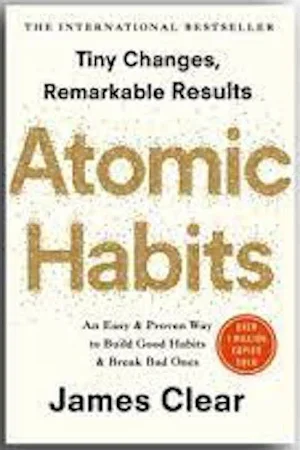 THE INTERNATIONAL BESTSELLER
Tiny Changes,
Remarkable Results
Atomic
Habits
An Easy & Proven Way
to Build Good Habits
& Break Bad Ones
OVER
1 MILLION
COPIES
SOLD
James Clear